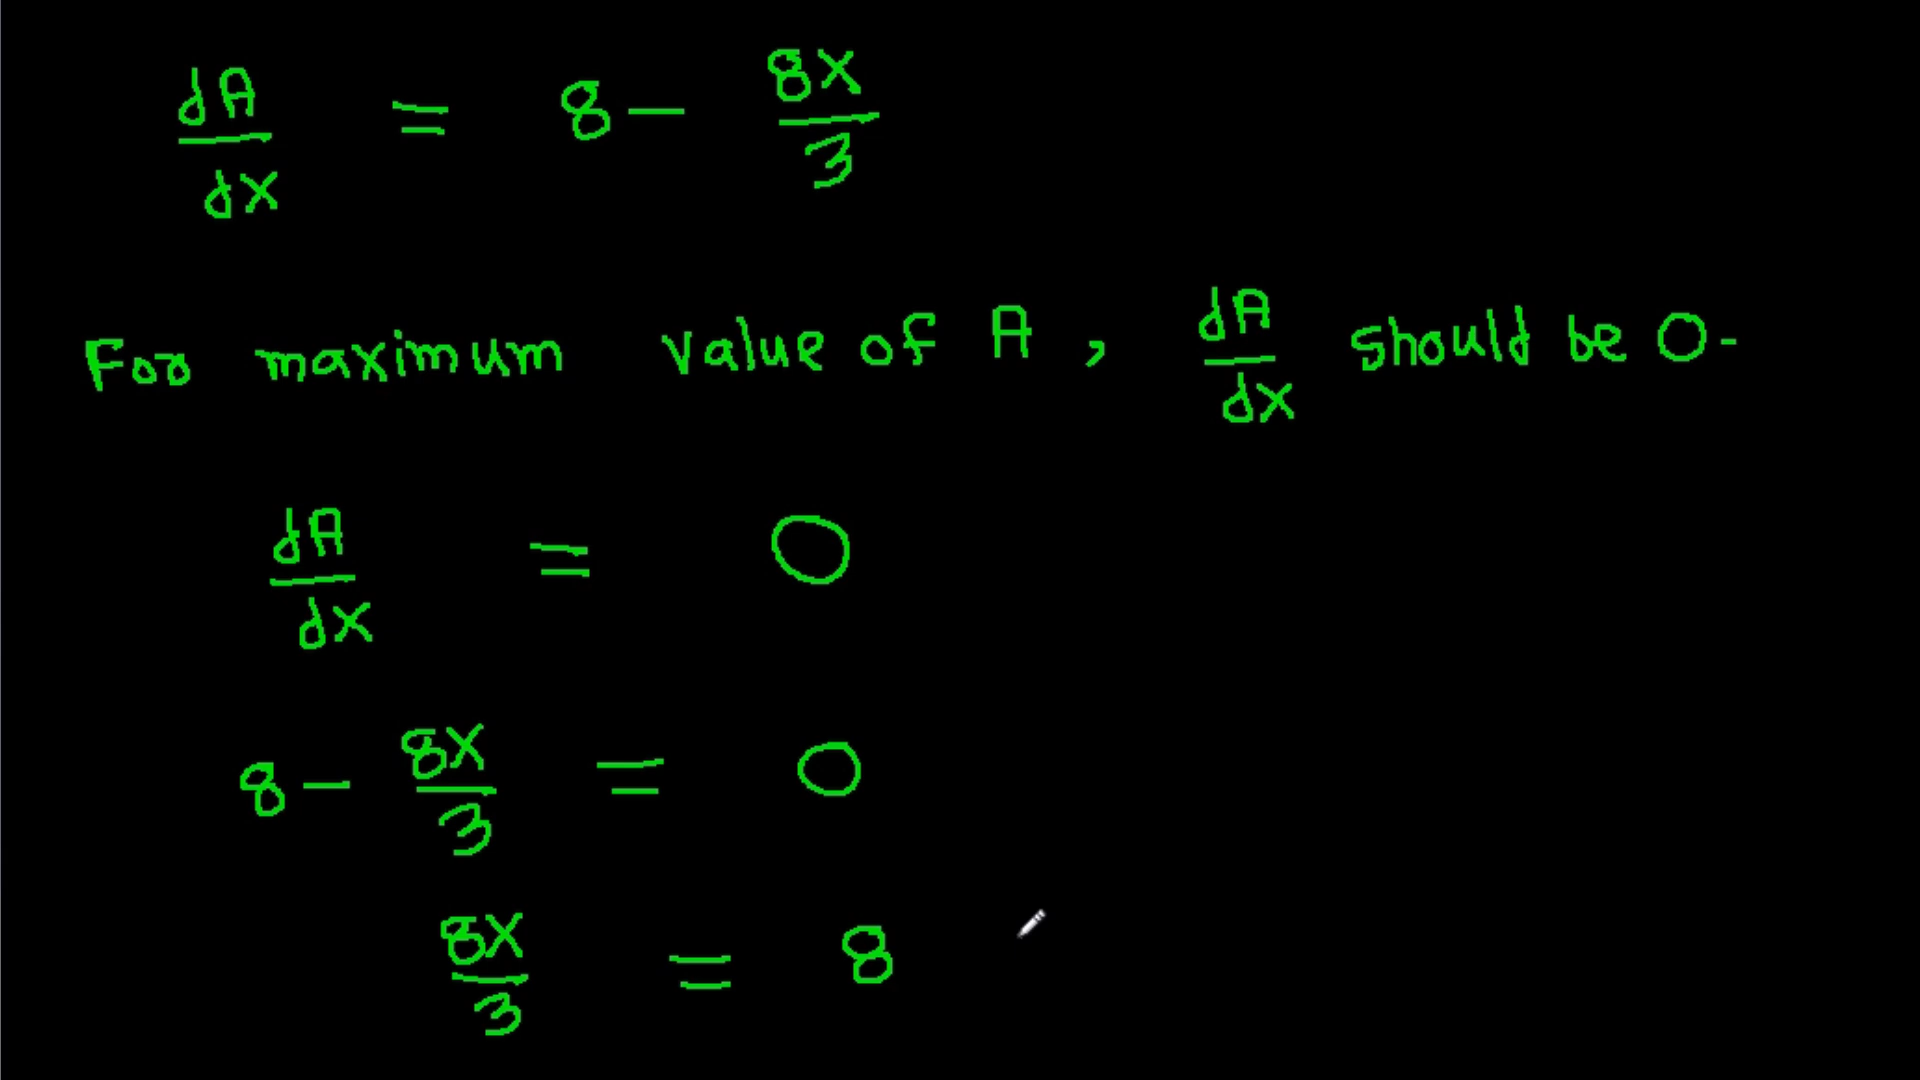 dA/dX = 8 - 8X/3
For maximum value of A, dA/dX should be 0.
dA/dX = 0
8 - 8X/3 = 0
8X/3 = 8